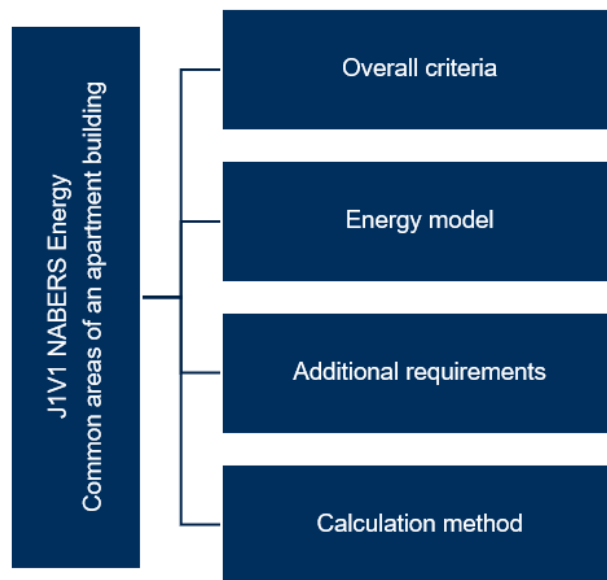 J1V1 NABERS Energy
Common areas of an apartment building
Overall criteria
Energy model
Additional requirements
Calculation method